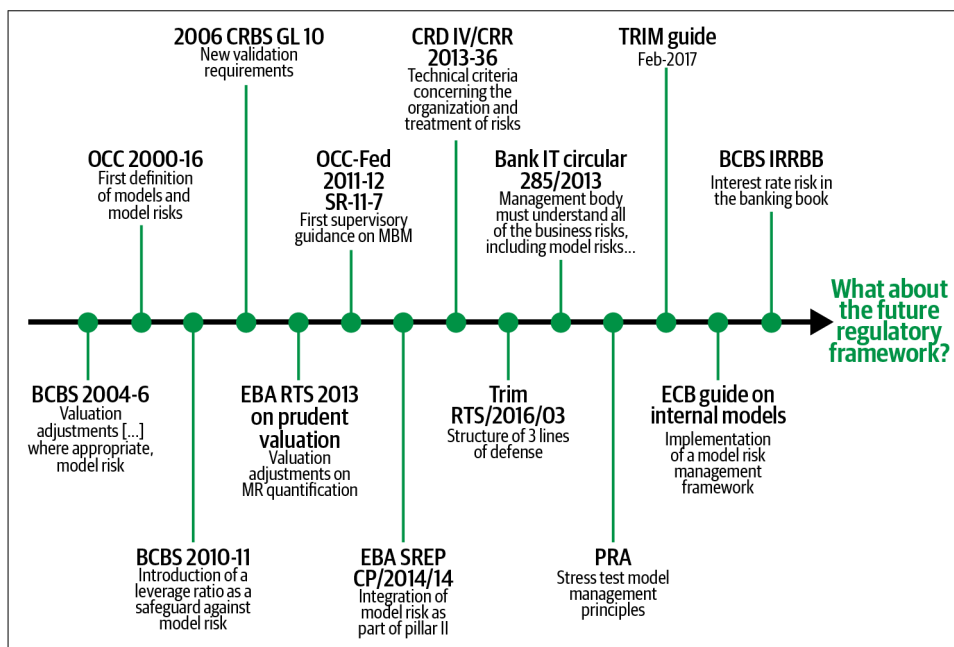 2006 CRBS GL 10
New validation
requirements
CRD IV/CRR
2013-36
Technical criteria
concerning the
organization and
treatment of risks
TRIM guide
Feb-2017
OCC 2000-16
First definition
of models and
model risks
OCC-Fed
2011-12
SR-11-7
First supervisory
guidance on MBM
Bank IT circular
285/2013
Management body
must understand all
of the business risks,
including model risks...
BCBS IRRBB
Interest rate risk in
the banking book
What about
the future
regulatory
framework?
BCBS 2004-6
Valuation
adjustments [...]
where appropriate,
model risk
EBA RTS 2013
on prudent
valuation
Valuation
adjustments on
MR quantification
Trim
RTS/2016/03
Structure of 3 lines
of defense
ECB guide on
internal models
Implementation
of a model risk
management
framework
BCBS 2010-11
Introduction of a
leverage ratio as a
safeguard against
model risk
EBA SREP
CP/2014/14
Integration of
model risk as
part of pillar II
PRA
Stress test model
management
principles